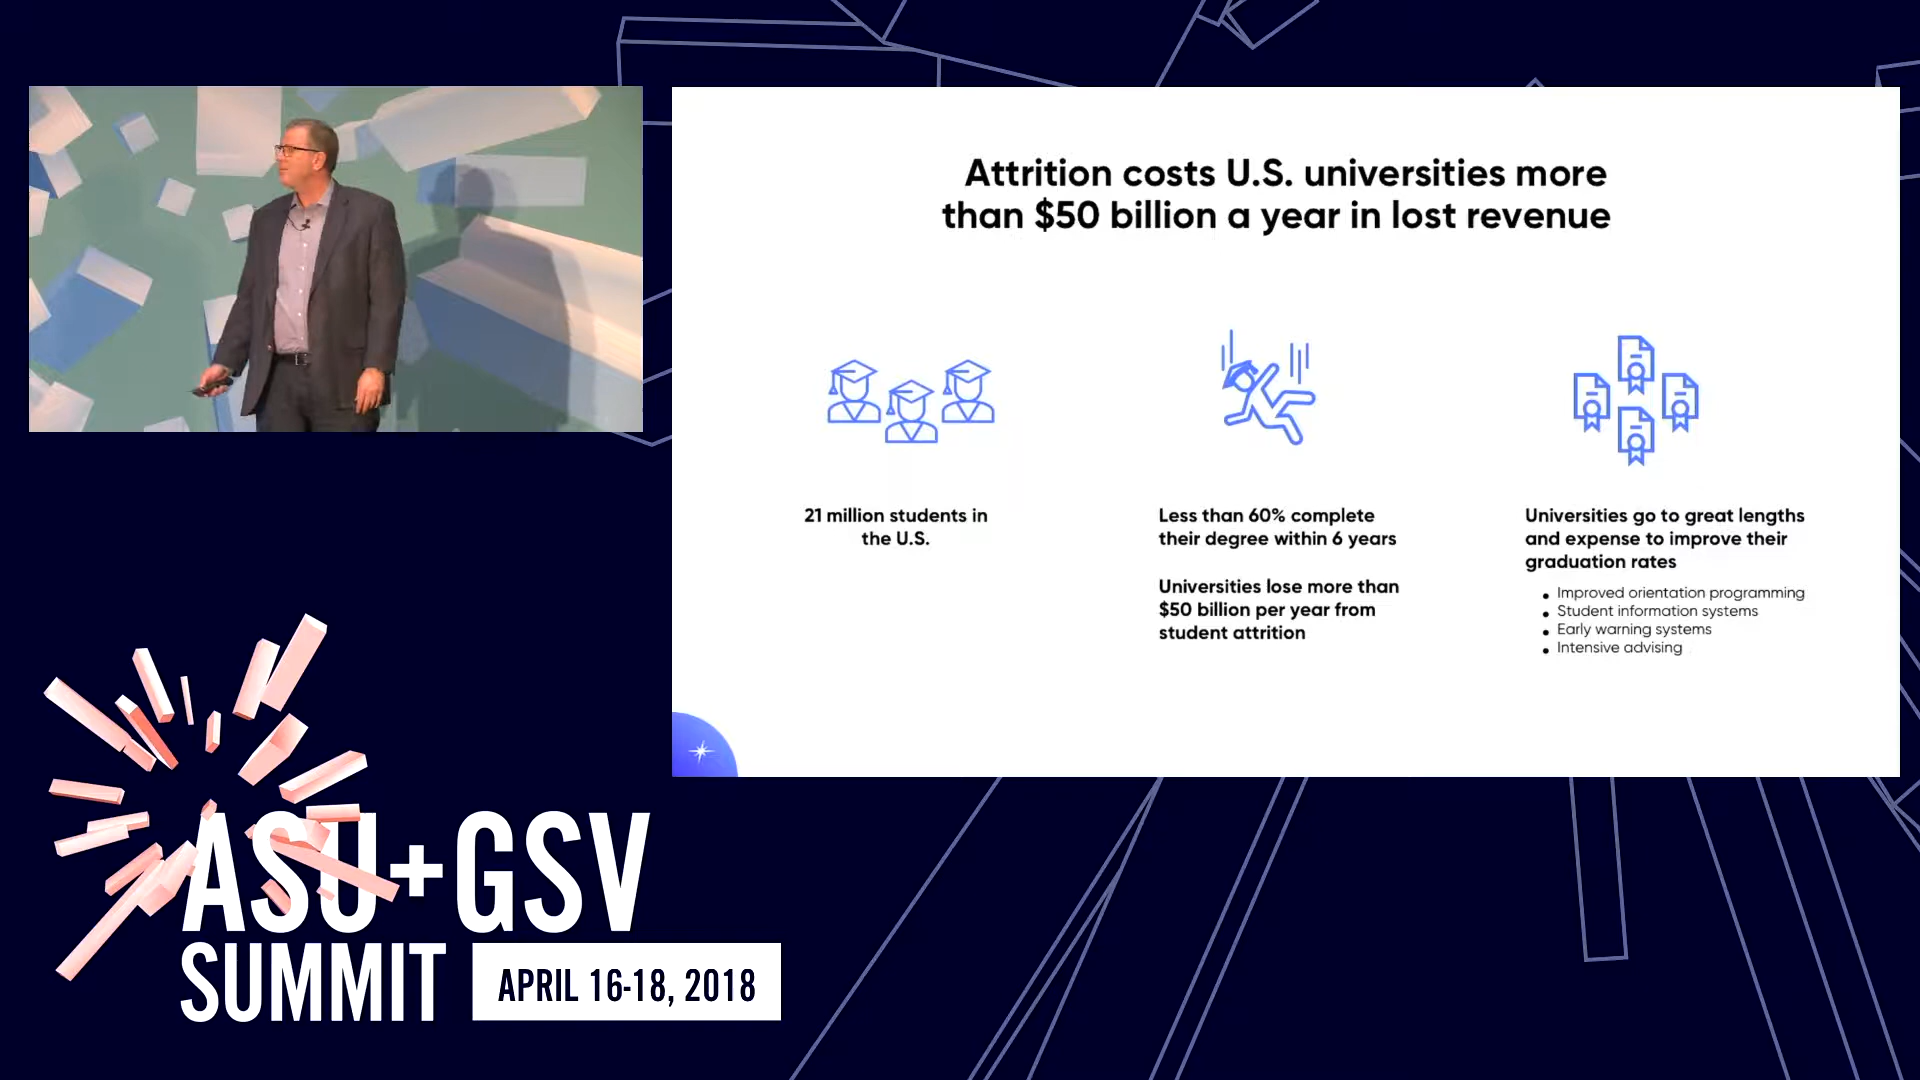 Attrition costs U.S. universities more
than $50 billion a year in lost revenue
21 million students in
the U.S.
Less than 60% complete
their degree within 6 years
Universities lose more than
$50 billion per year from
student attrition
Universities go to great lengths
and expense to improve their
graduation rates
• Improved orientation programming
• Student information systems
• Early warning systems
• Intensive advising
ASU+GSV
SUMMIT
APRIL 16-18, 2018